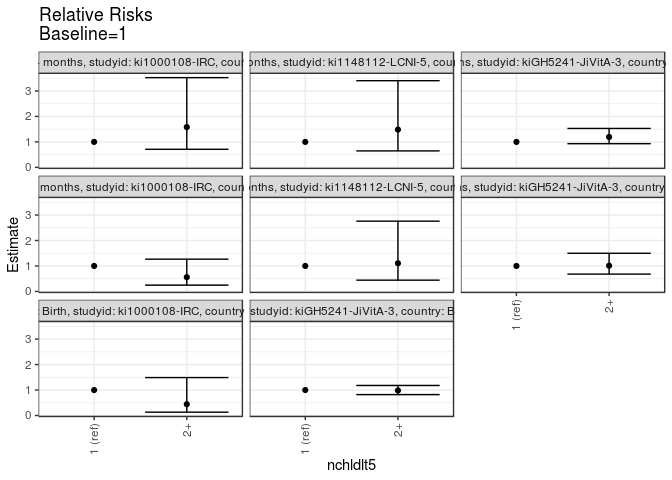 Relative Risks
Baseline=1
months, studyid: ki1000108-IRC, cour
onths, studyid: ki1148112-LCNI-5, cour
ns, studyid: kiGH5241-JiVitA-3, country
3
2
1
0
months, studyid: ki1000108-IRC, coun
onths, studyid: ki1148112-LCNI-5, coun
s, studyid: kiGH5241-JiVitA-3, country:
3
2
1
0
Estimate
Birth, studyid: ki1000108-IRC, country
studyid: kiGH5241-JiVitA-3, country: B
3
2
1
0
1 (ref)
2+
1 (ref)
2+
1 (ref)
2+
nchldlt5